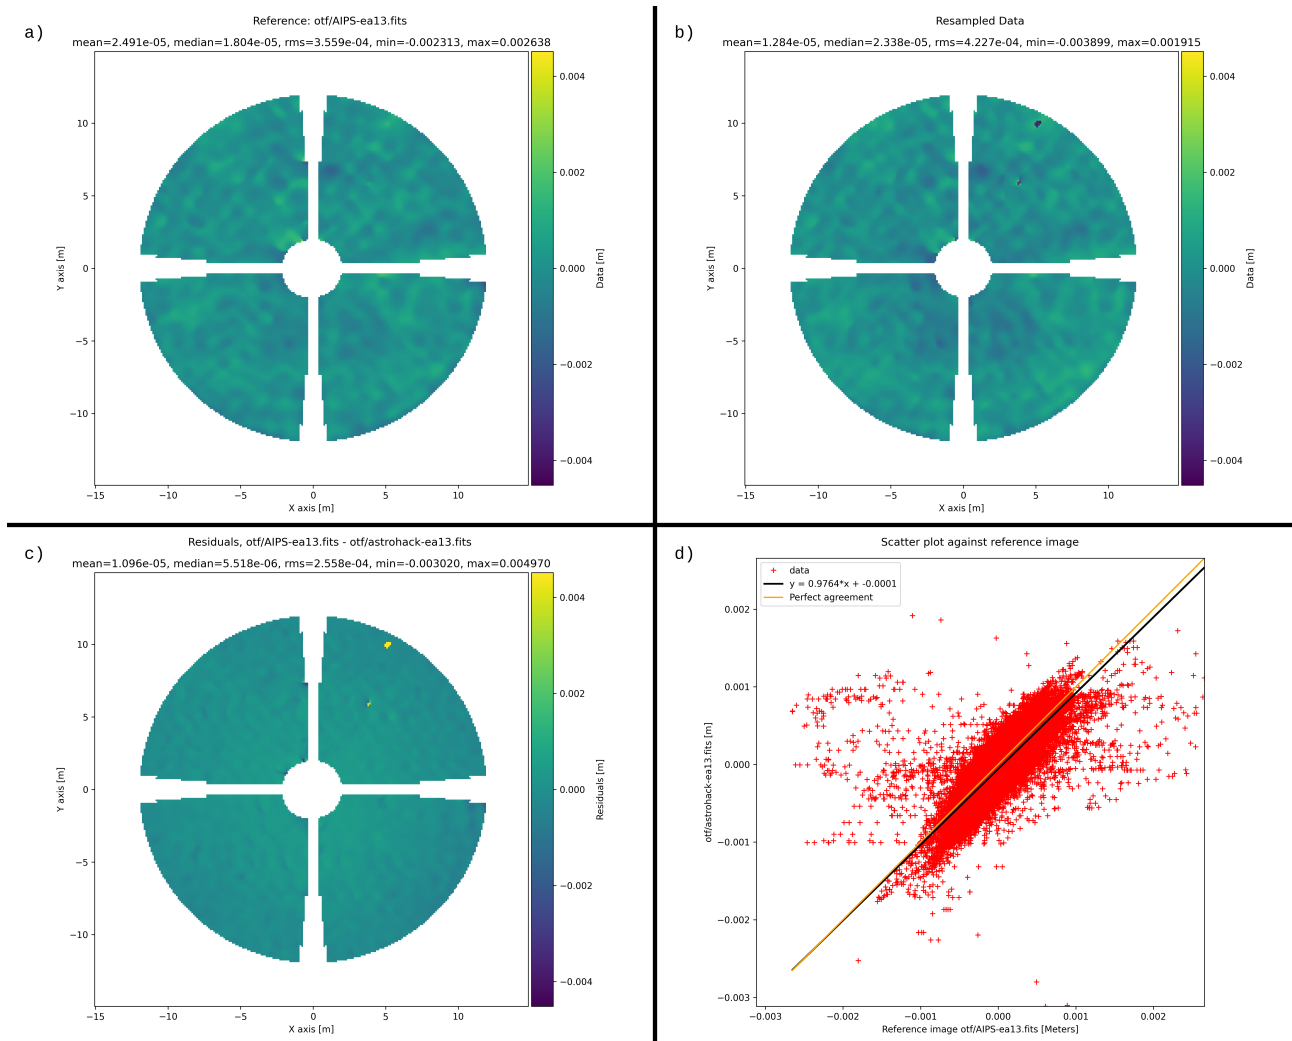 a)
Reference: otf/AIPS-ea13.fits
mean=2.491e-05, median=1.804e-05, rms=3.559e-04, min=-0.002313, max=0.002638
10
5
0
−5
−10
Y axis [m]
−15
−10
−5
0
5
10
X axis [m]
0.004
0.002
0.000
−0.002
−0.004
Data [m]
b)
Resampled Data
mean=1.284e-05, median=2.338e-05, rms=4.227e-04, min=-0.003899, max=0.001915
10
5
0
−5
−10
Y axis [m]
−15
−10
−5
0
5
10
X axis [m]
0.004
0.002
0.000
−0.002
−0.004
Data [m]
c)
Residuals, otf/AIPS-ea13.fits - otf/astrohack-ea13.fits
mean=1.096e-05, median=5.518e-06, rms=2.558e-04, min=-0.003020, max=0.004970
10
5
0
−5
−10
Y axis [m]
−15
−10
−5
0
5
10
X axis [m]
0.004
0.002
0.000
−0.002
−0.004
Residuals [m]
d)
Scatter plot against reference image
data
y = 0.9764*x + -0.0001
Perfect agreement
0.002
0.001
0.000
−0.001
−0.002
−0.003
otf/astrohack-ea13.fits [m]
−0.003
−0.002
−0.001
0.000
0.001
0.002
Reference image otf/AIPS-ea13.fits [Meters]